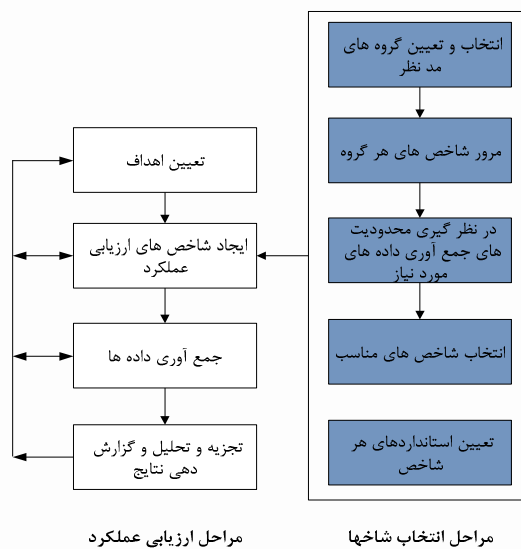 انتخاب و تعیین گروه های
مد نظر
مرور شاخص های هر گروه
در نظر گیری محدودیت
های جمع آوری داده های
مورد نیاز
انتخاب شاخص های مناسب
تعیین استانداردهای هر
شاخص
مراحل انتخاب شاخها
تعیین اهداف
ایجاد شاخص های ارزیابی
عملکرد
جمع آوری داده ها
تجزیه و تحلیل و گزارش
دهی نتایج
مراحل ارزیابی عملکرد